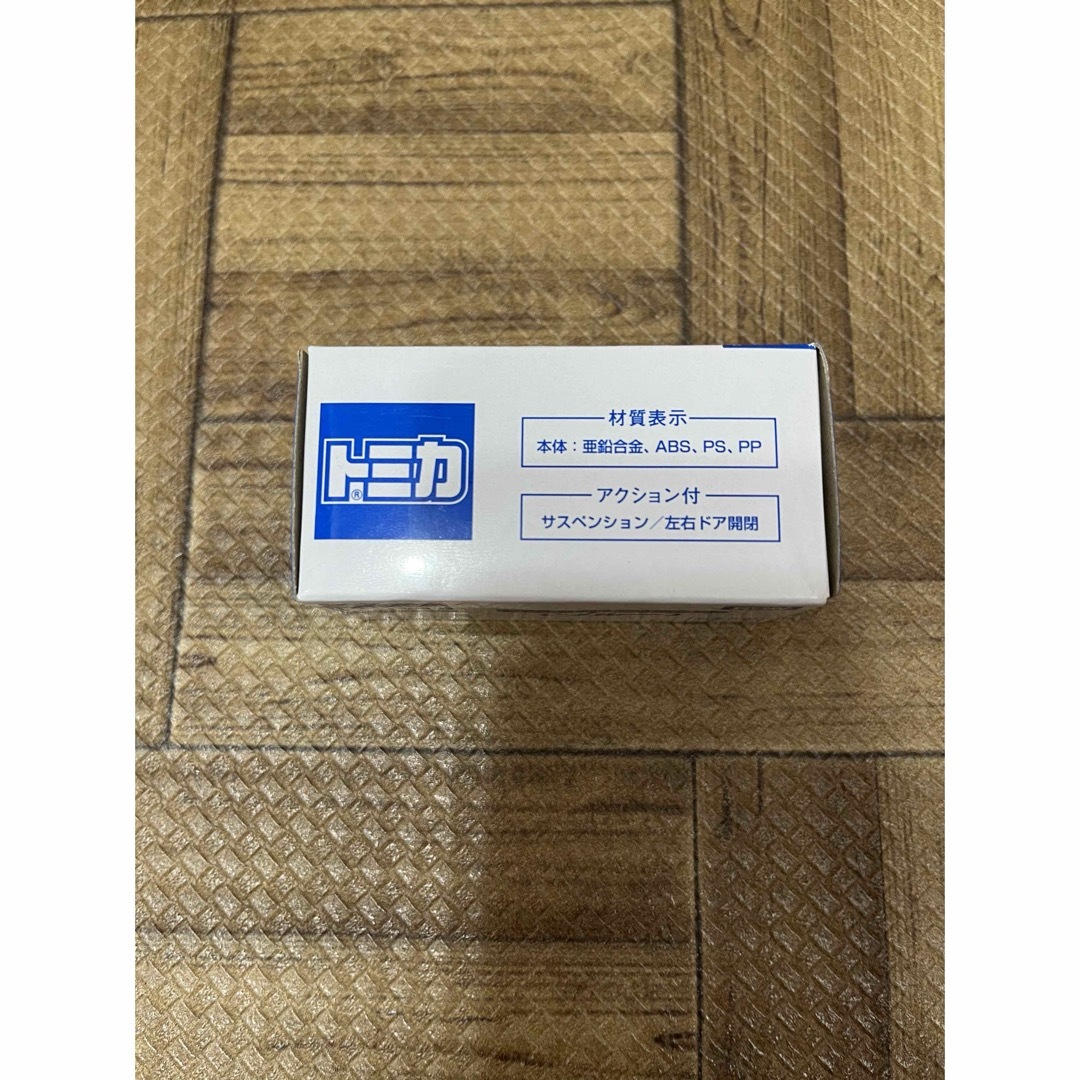 トミカ®
材質表示
本体：亜鉛合金、ABS、PS、PP
アクション付
サスペンション／左右ドア開閉